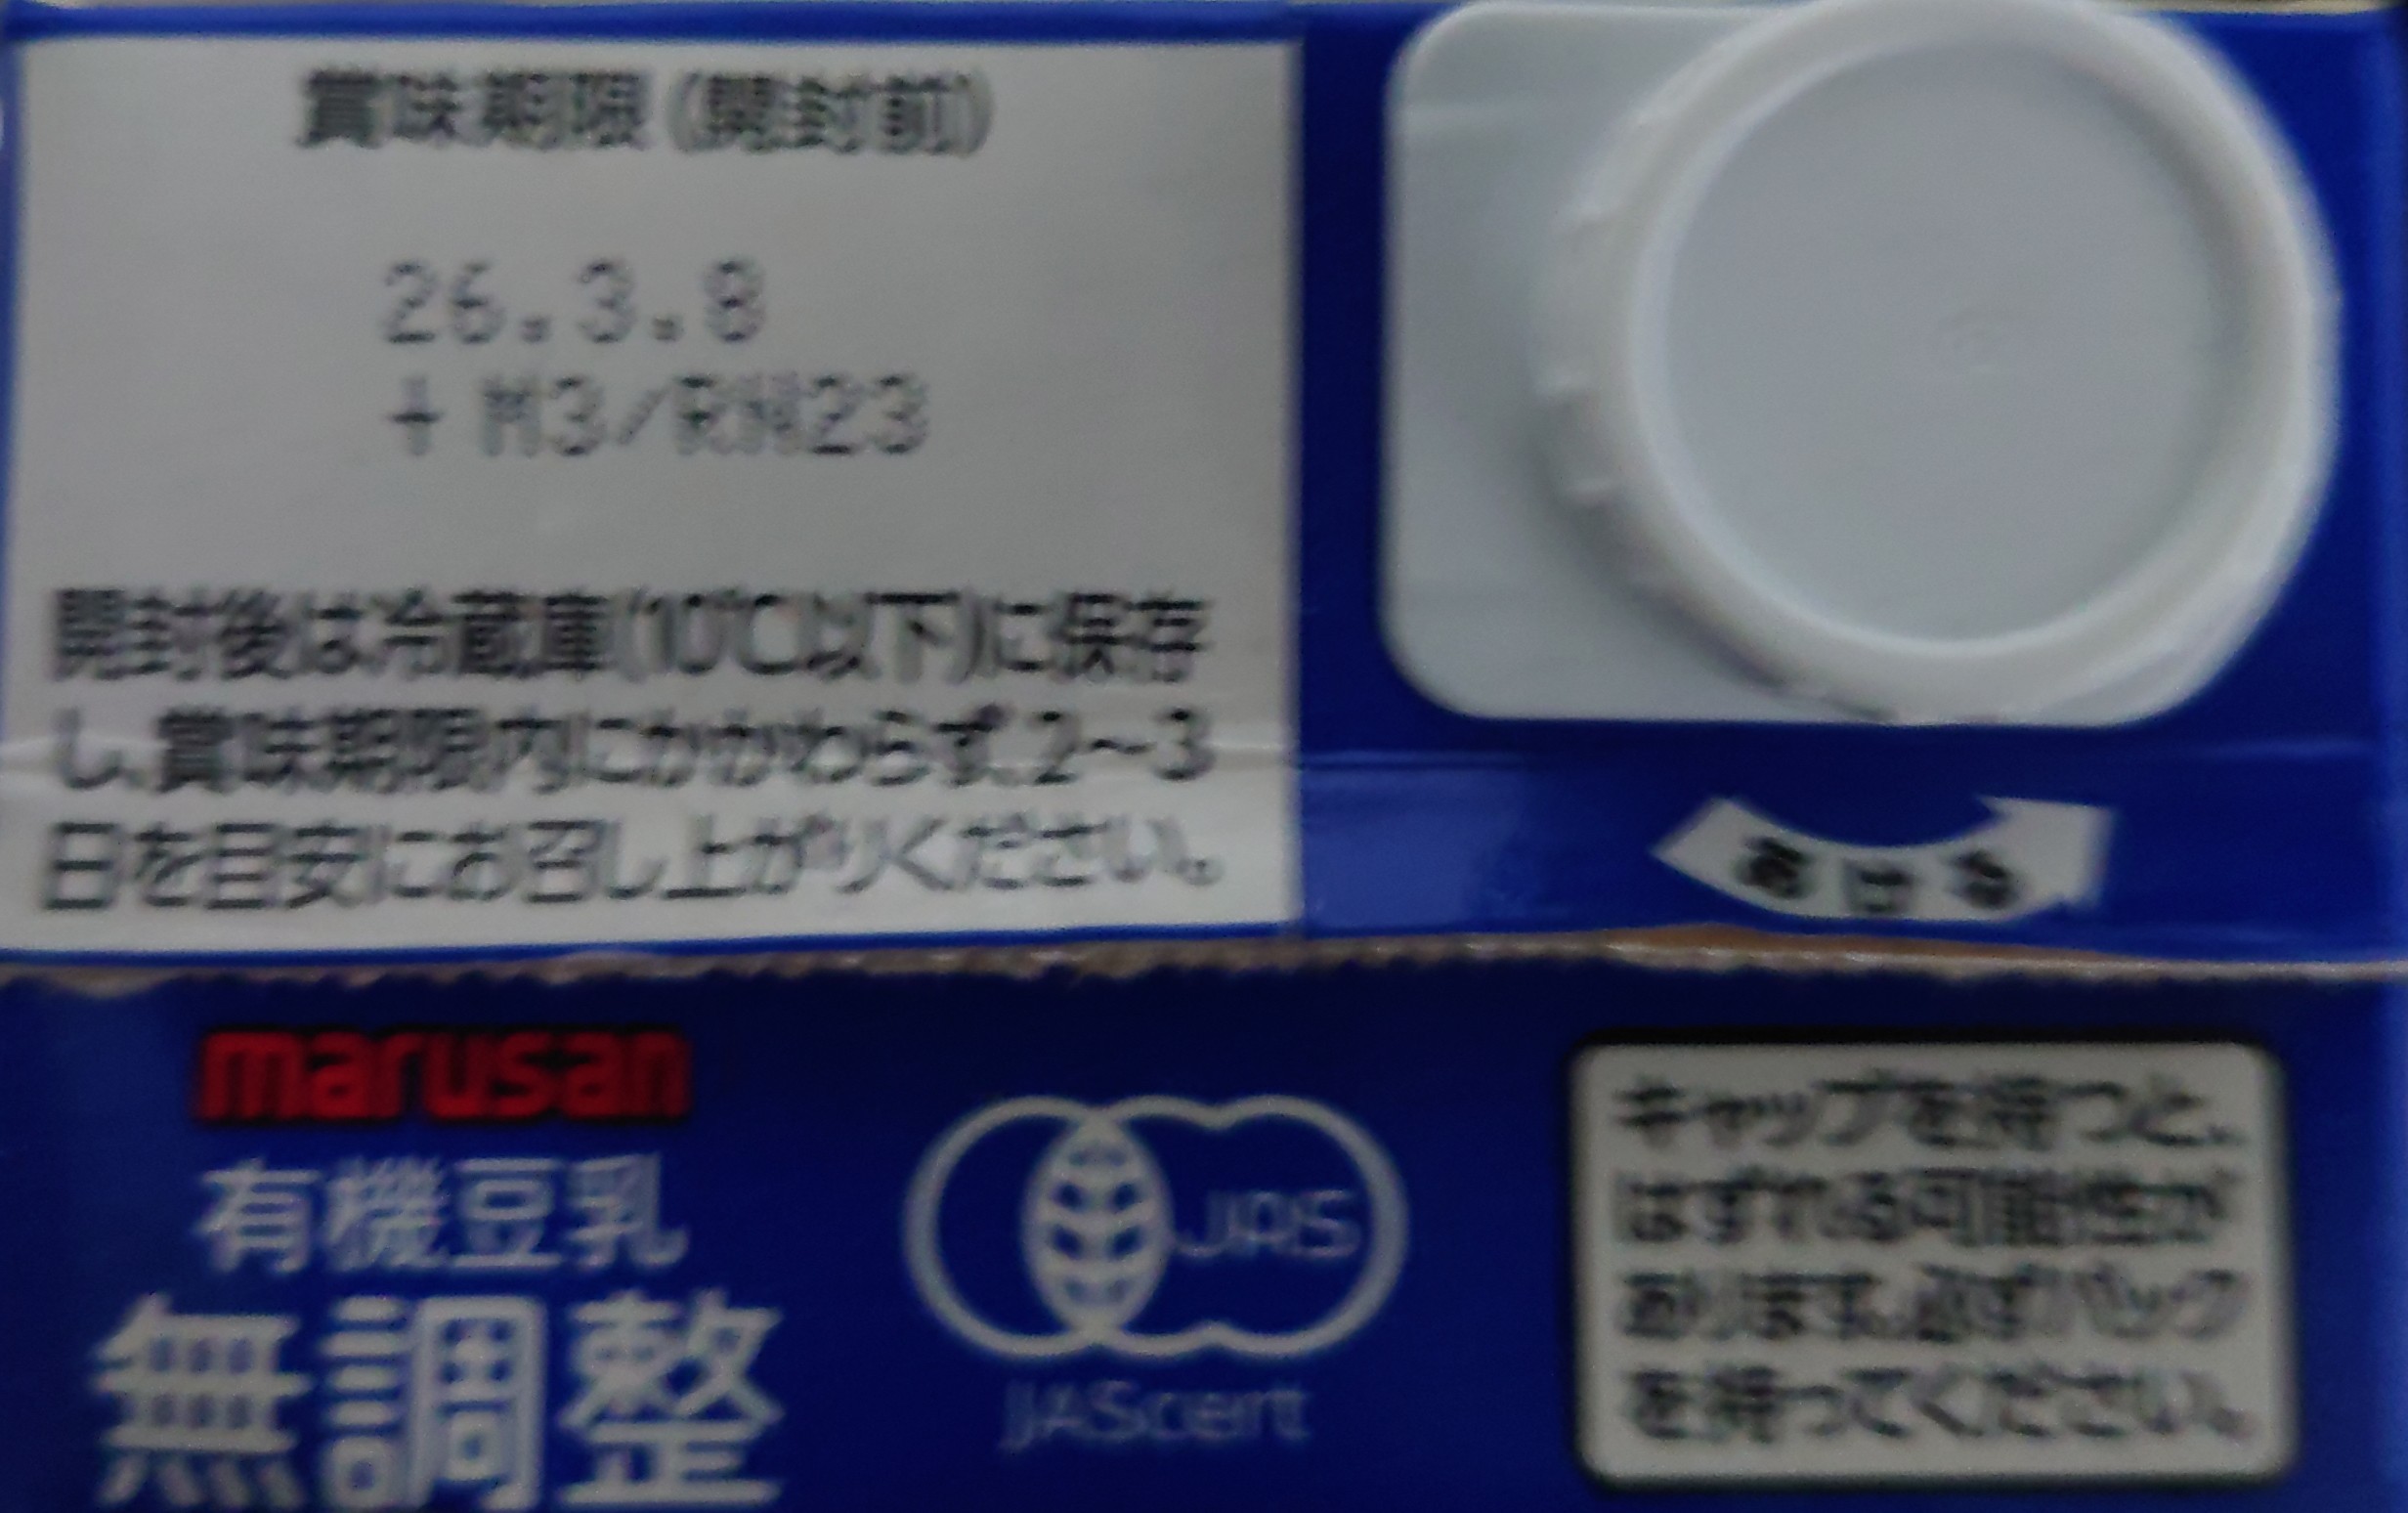 賞味期限(開封前)
26.3.8
+ M3/RN23
開封後は冷蔵庫(10℃以下)に保存
し、賞味期限内にかかわらず、2～3
日を目安にお召し上がりください。
あける
marusan
有機豆乳
無調整
JAS
JAScert
キャップを持つと、
はずれる可能性が
あります。必ずパック
を持ってください。